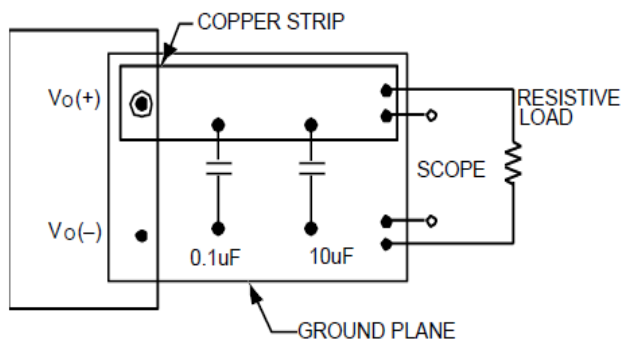 COPPER STRIP
VO(+)
RESISTIVE
LOAD
SCOPE
VO(–)
0.1uF
10uF
GROUND PLANE